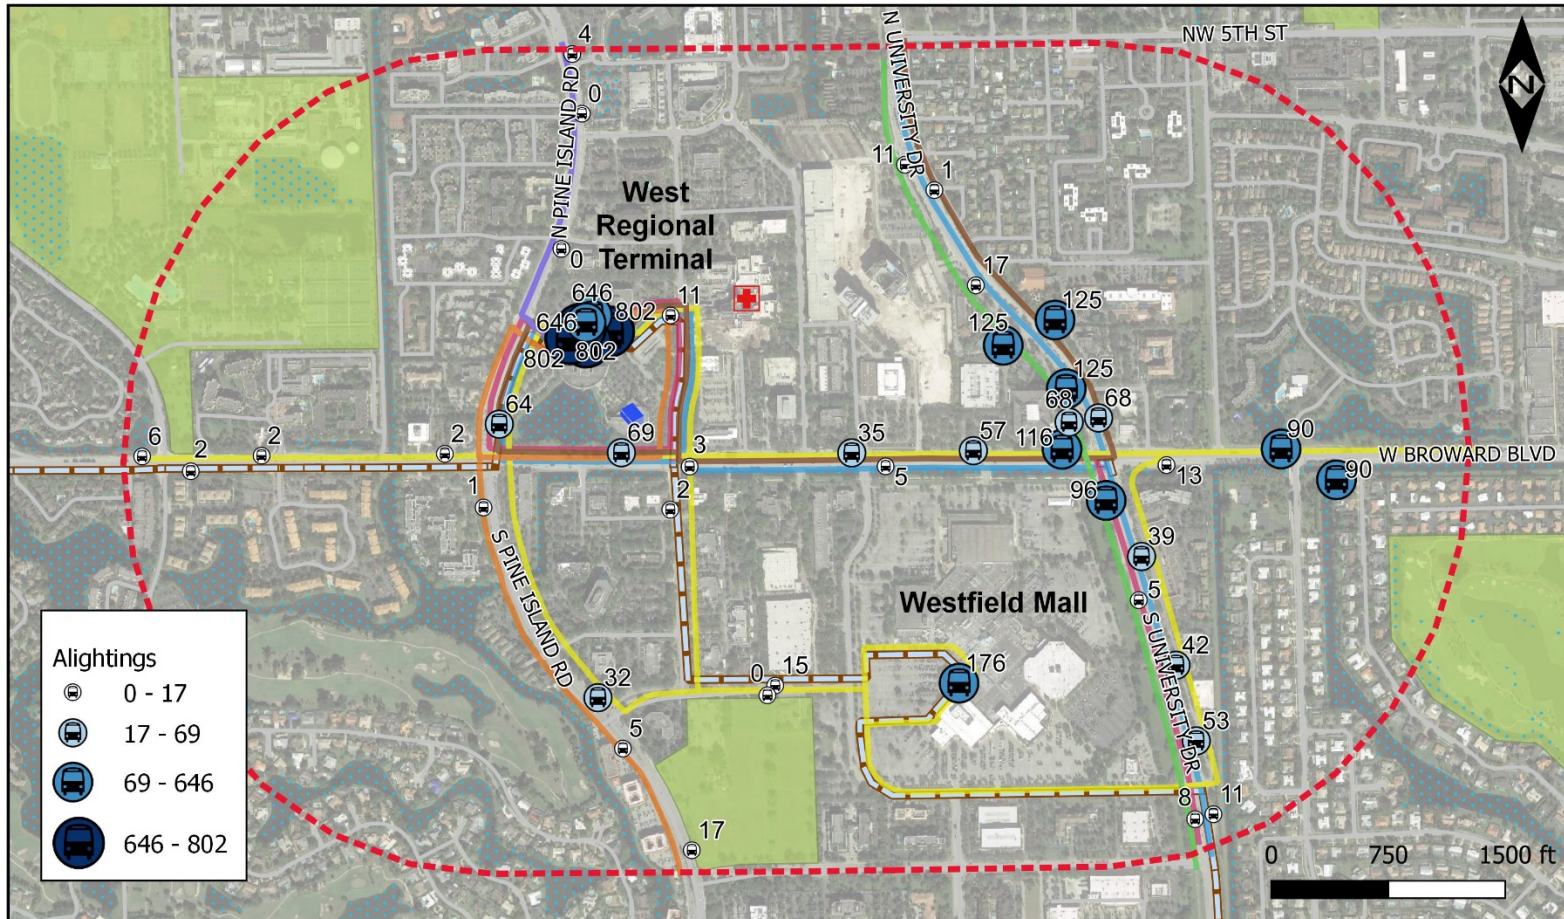 4
NW 5TH ST
N UNIVERSITY DR
N
N PINE ISLAND RD
0
11
1
West
Regional
Terminal
0
17
646
11
125
646
802
125
802
802
125
64
68
68
69
35
57
116
90
6
2
2
2
3
5
13
W BROWARD BLVD
90
1
2
96
S PINE ISLAND RD
39
Westfield Mall
5
S UNIVERSITY DR
42
Alightings
0 - 17
17 - 69
69 - 646
646 - 802
32
0
15
176
5
53
8
11
17
0
750
1500 ft